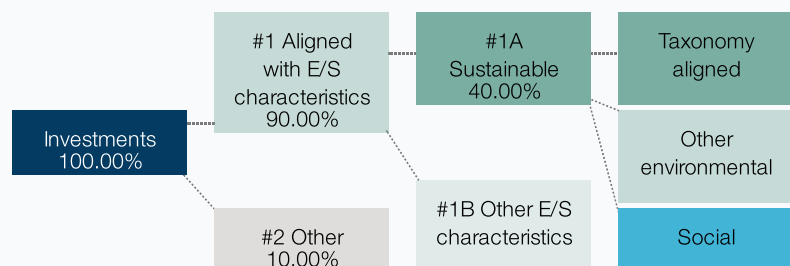 #1 Aligned
with E/S
characteristics
90.00%
#1A
Sustainable
40.00%
Taxonomy
aligned
Investments
100.00%
Other
environmental
#1B Other E/S
characteristics
#2 Other
10.00%
Social